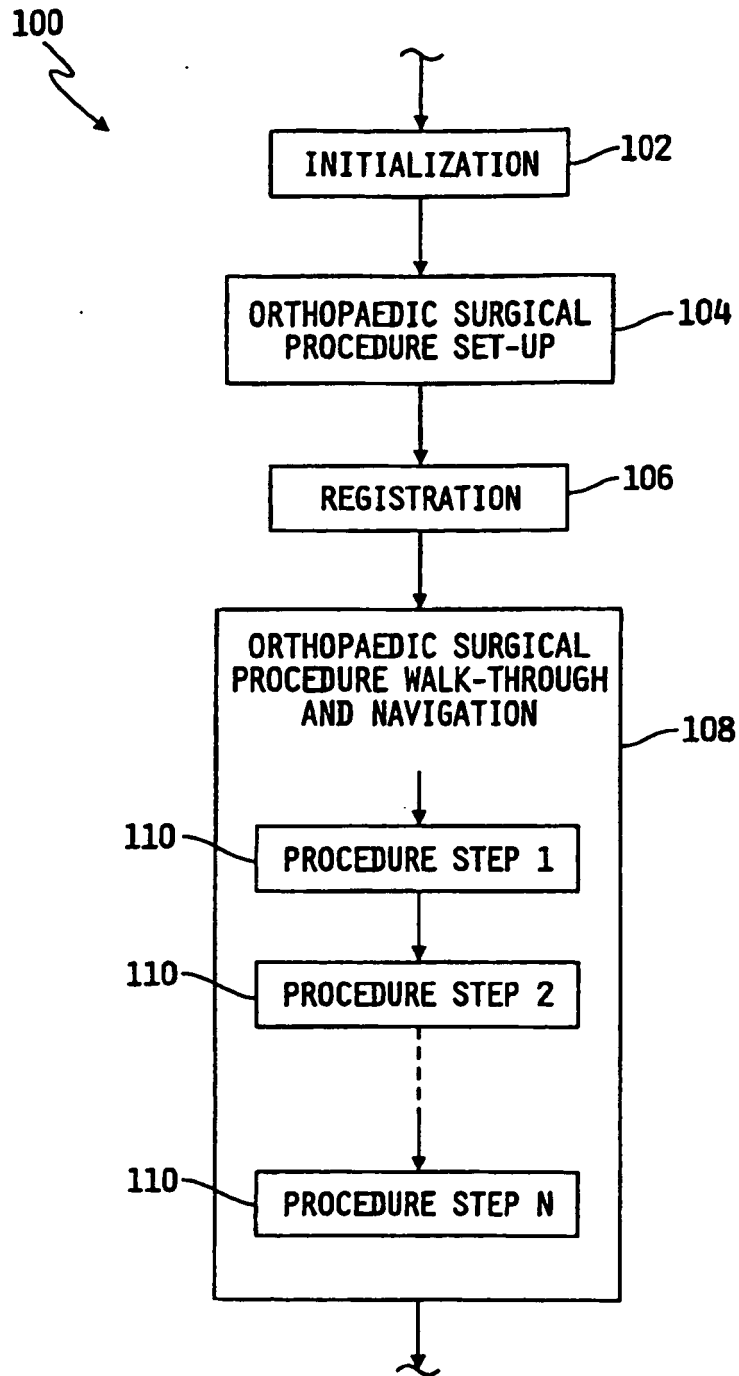 100
INITIALIZATION
102
ORTHOPAEDIC SURGICAL
PROCEDURE SET-UP
104
REGISTRATION
106
ORTHOPAEDIC SURGICAL
PROCEDURE WALK-THROUGH
AND NAVIGATION
108
110
PROCEDURE STEP 1
110
PROCEDURE STEP 2
110
PROCEDURE STEP N